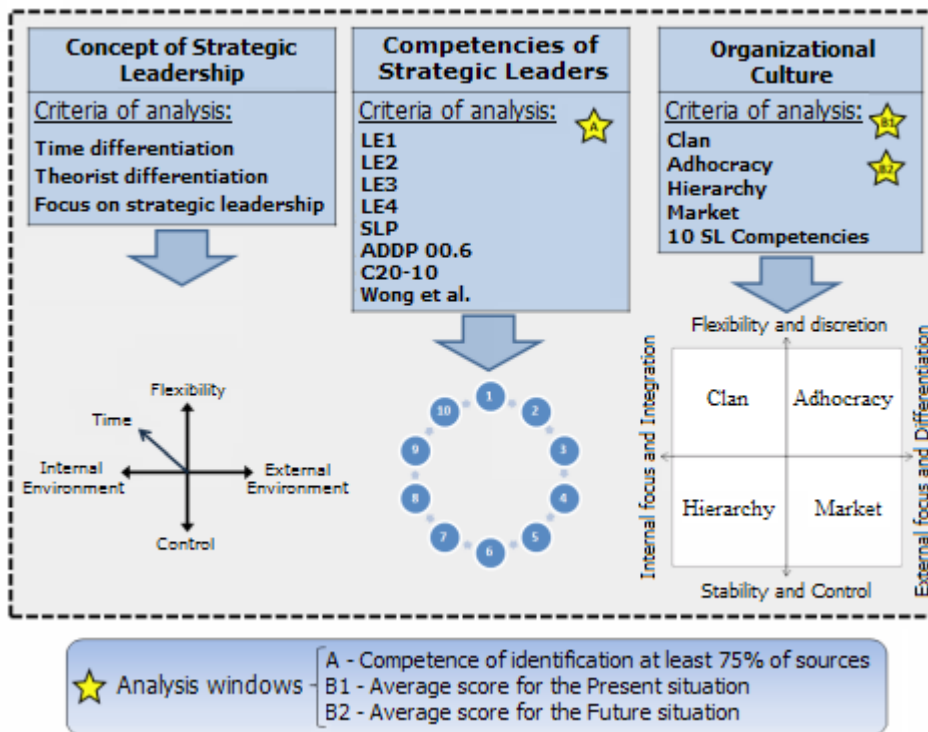 Concept of Strategic
Leadership
Criteria of analysis:
Time differentiation
Theorist differentiation
Focus on strategic leadership
Competencies of
Strategic Leaders
Criteria of analysis:
A
LE1
LE2
LE3
LE4
SLP
ADDP 00.6
C20-10
Wong et al.
Organizational
Culture
Criteria of analysis:
B1
Clan
Adhocracy
B2
Hierarchy
Market
10 SL Competencies
Flexibility
Time
Internal
Environment
External
Environment
Control
1
2
3
4
5
6
7
8
9
10
Flexibility and discretion
Internal focus and Integration
Clan
Adhocracy
Hierarchy
Market
External focus and Differentiation
Stability and Control
Analysis windows
A - Competence of identification at least 75% of sources
B1 - Average score for the Present situation
B2 - Average score for the Future situation